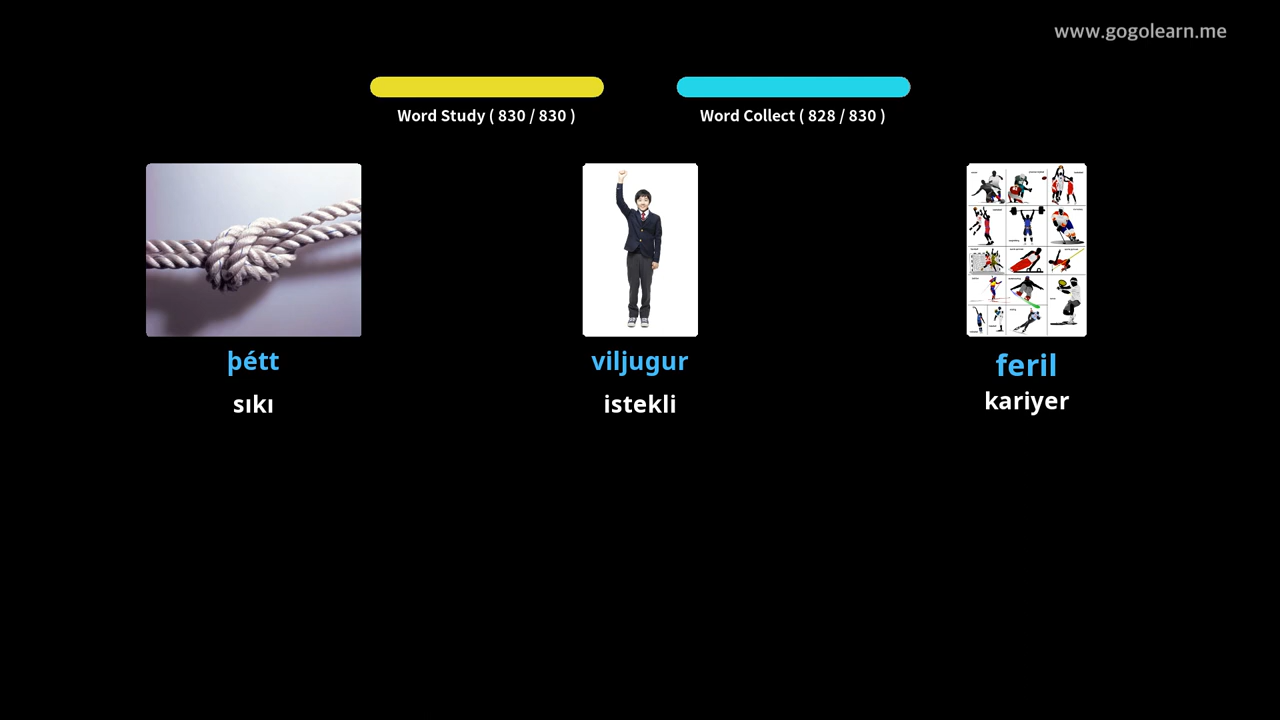 www.gogolearn.me
Word Study ( 830 / 830 )
Word Collect ( 828 / 830 )
þétt
viljugur
feril
sıkı
istekli
kariyer